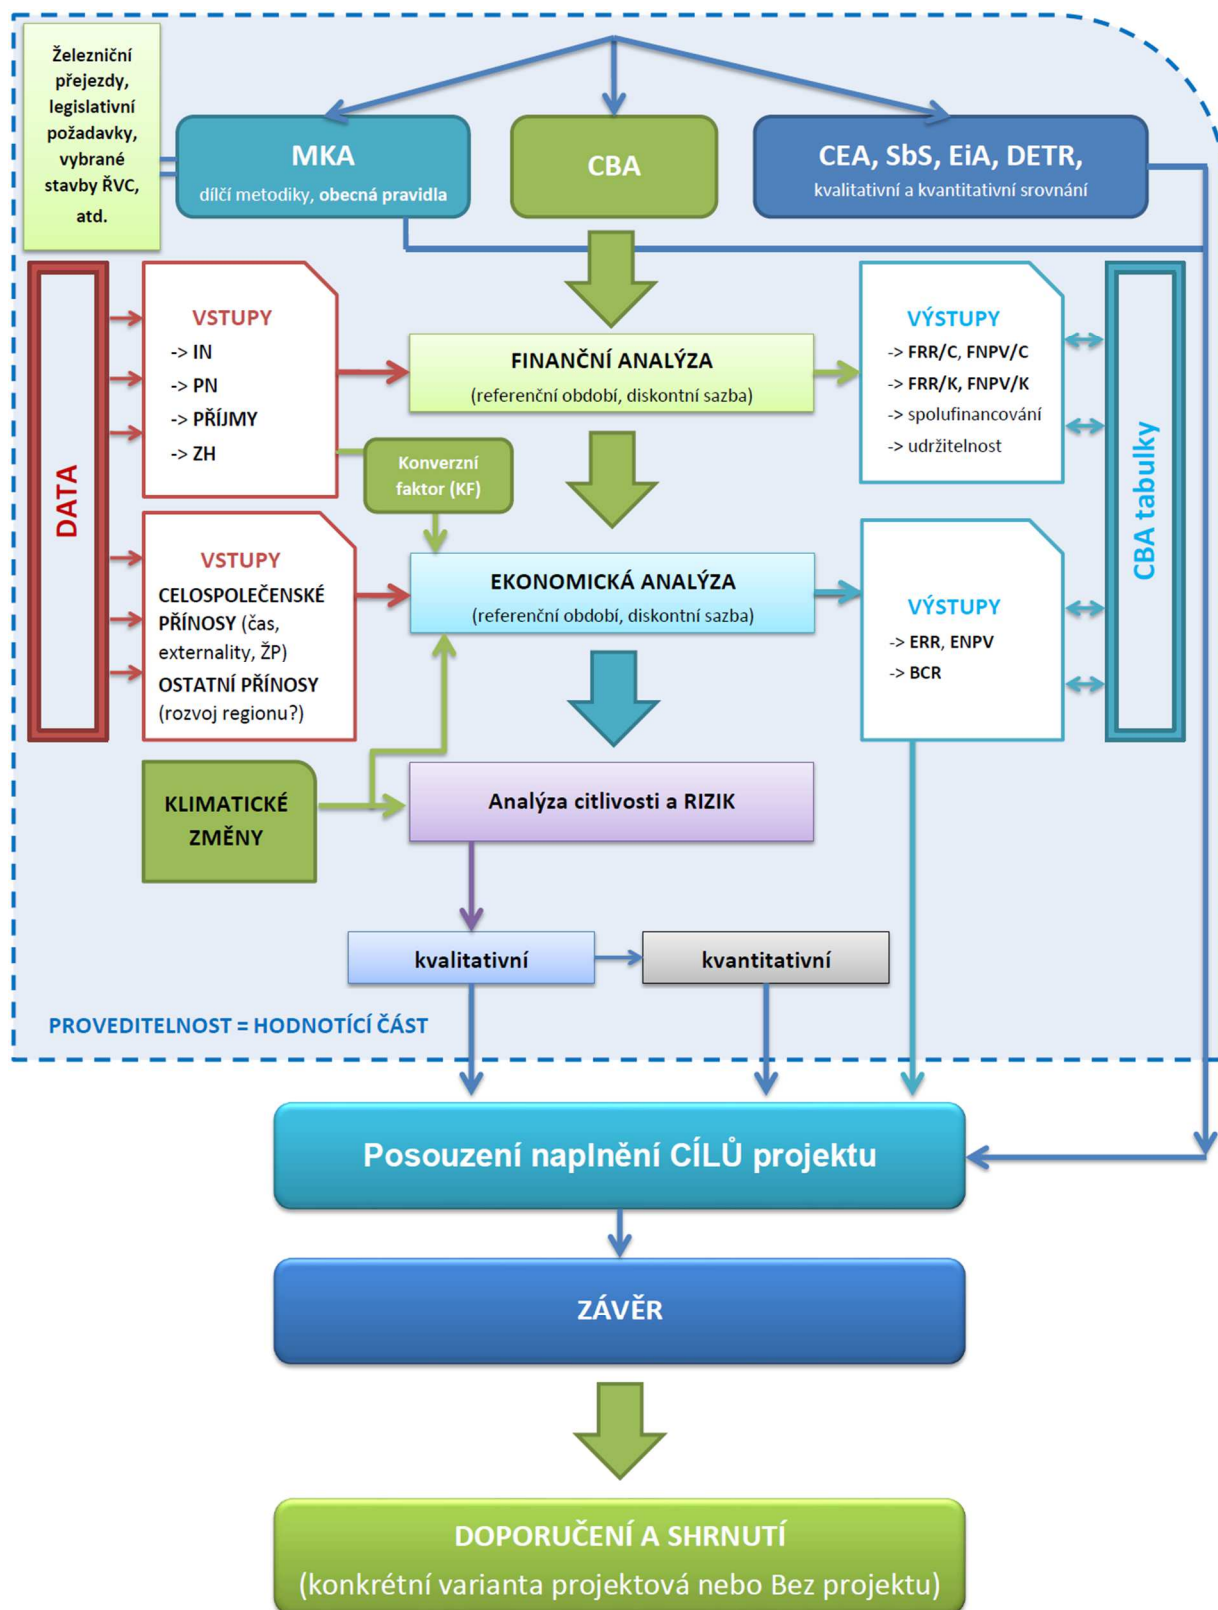 Železniční
přejezdy,
legislativní
požadavky,
vybrané
stavby ŘVC,
atd.
MKA
dílčí metodiky, obecná pravidla
CBA
CEA, SbS, EiA, DETR,
kvalitativní a kvantitativní srovnání
DATA
VSTUPY
-> IN
-> PN
-> PŘÍJMY
-> ZH
FINANČNÍ ANALÝZA
(referenční období, diskontní sazba)
VÝSTUPY
-> FRR/C, FNPV/C
-> FRR/K, FNPV/K
-> spolufinancování
-> udržitelnost
CBA tabulky
Konverzní
faktor (KF)
VSTUPY
CELOSPOLEČENSKÉ
PŘÍNOSY (čas,
externality, ŽP)
OSTATNÍ PŘÍNOSY
(rozvoj regionu?)
EKONOMICKÁ ANALÝZA
(referenční období, diskontní sazba)
VÝSTUPY
-> ERR, ENPV
-> BCR
KLIMATICKÉ
ZMĚNY
Analýza citlivosti a RIZIK
kvalitativní
kvantitativní
PROVEDITELNOST = HODNOTÍCÍ ČÁST
Posouzení naplnění CÍLŮ projektu
ZÁVĚR
DOPORUČENÍ A SHRNUTÍ
(konkrétní varianta projektová nebo Bez projektu)